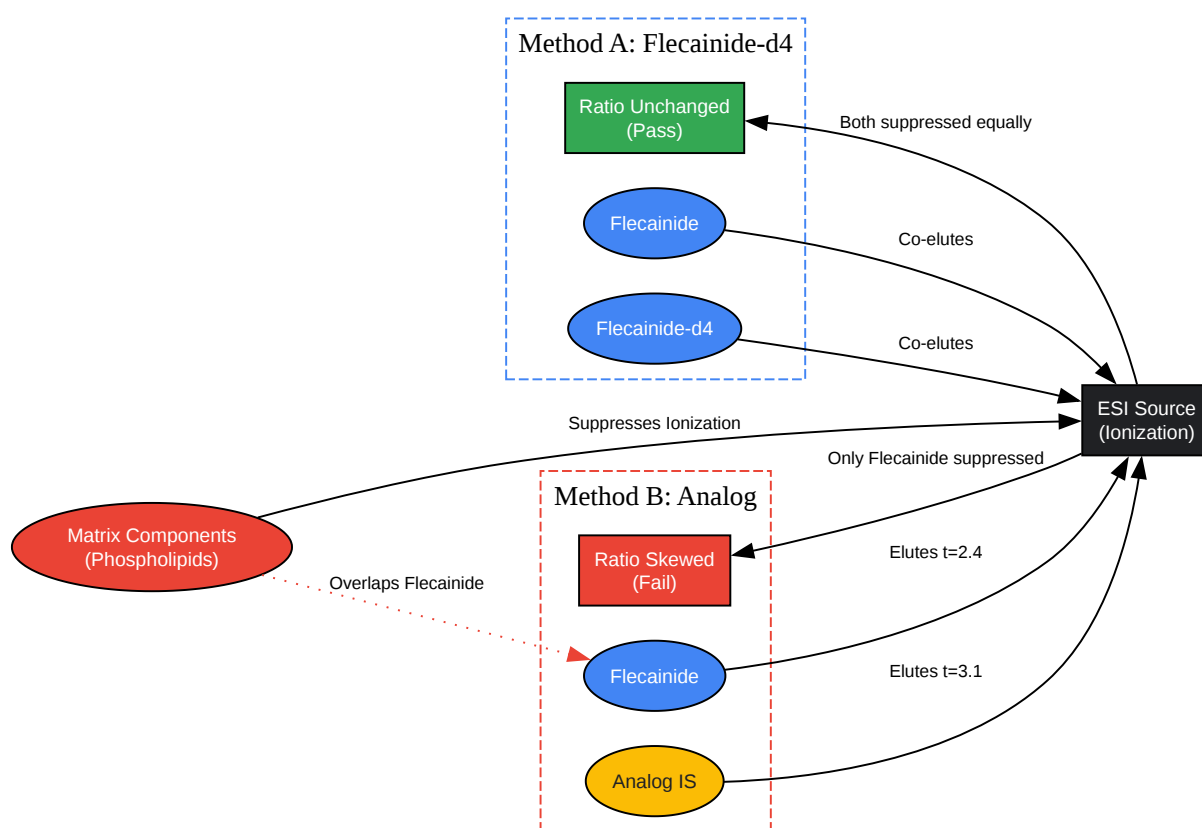 Method A: Flecainide-d4
Ratio Unchanged
(Pass)
Both suppressed equally
Flecainide
Co-elutes
Flecainide-d4
Co-elutes
ESI Source
(Ionization)
Suppresses Ionization
Only Flecainide suppressed
Method B: Analog
Matrix Components
(Phospholipids)
Ratio Skewed
(Fail)
Elutes t=2.4
Overlaps Flecainide
Flecainide
Elutes t=3.1
Analog IS